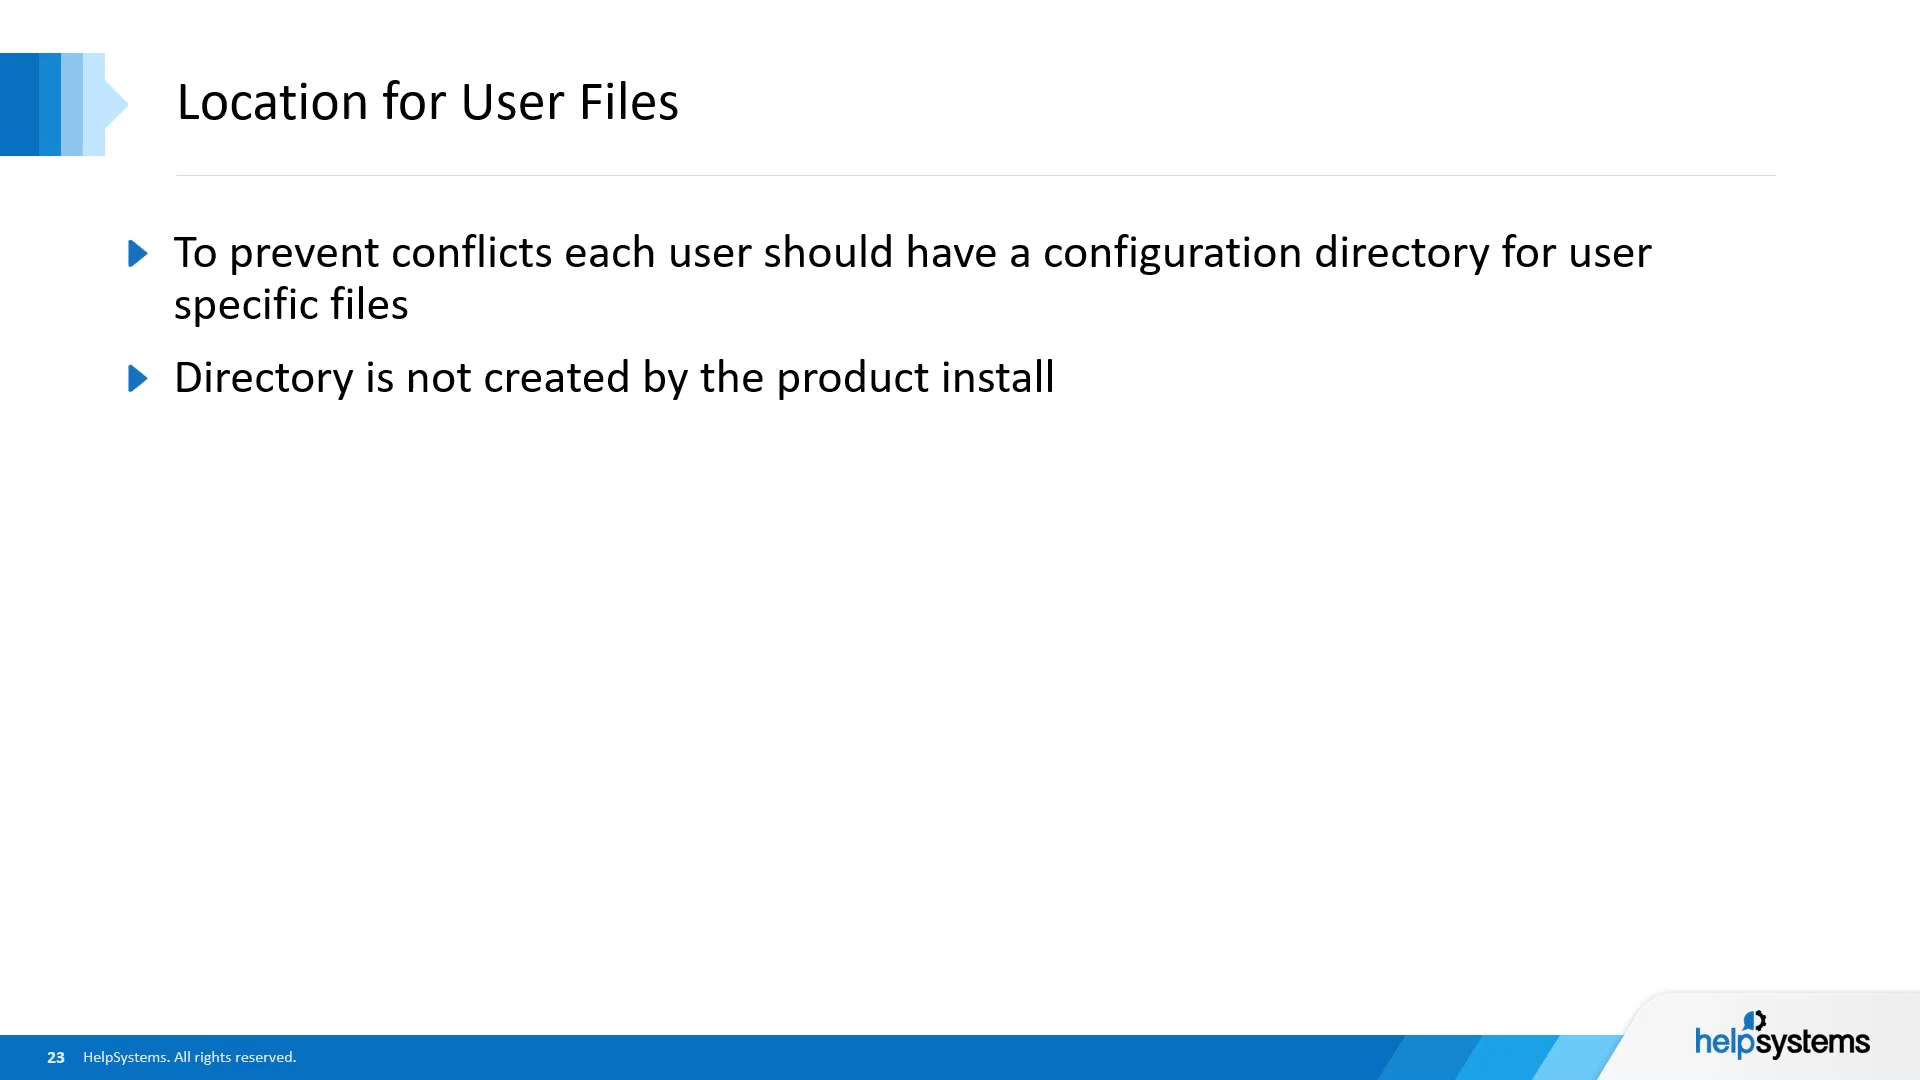 Location for User Files
To prevent conflicts each user should have a configuration directory for user
specific files
Directory is not created by the product install
23 HelpSystems. All rights reserved.
helpsystems